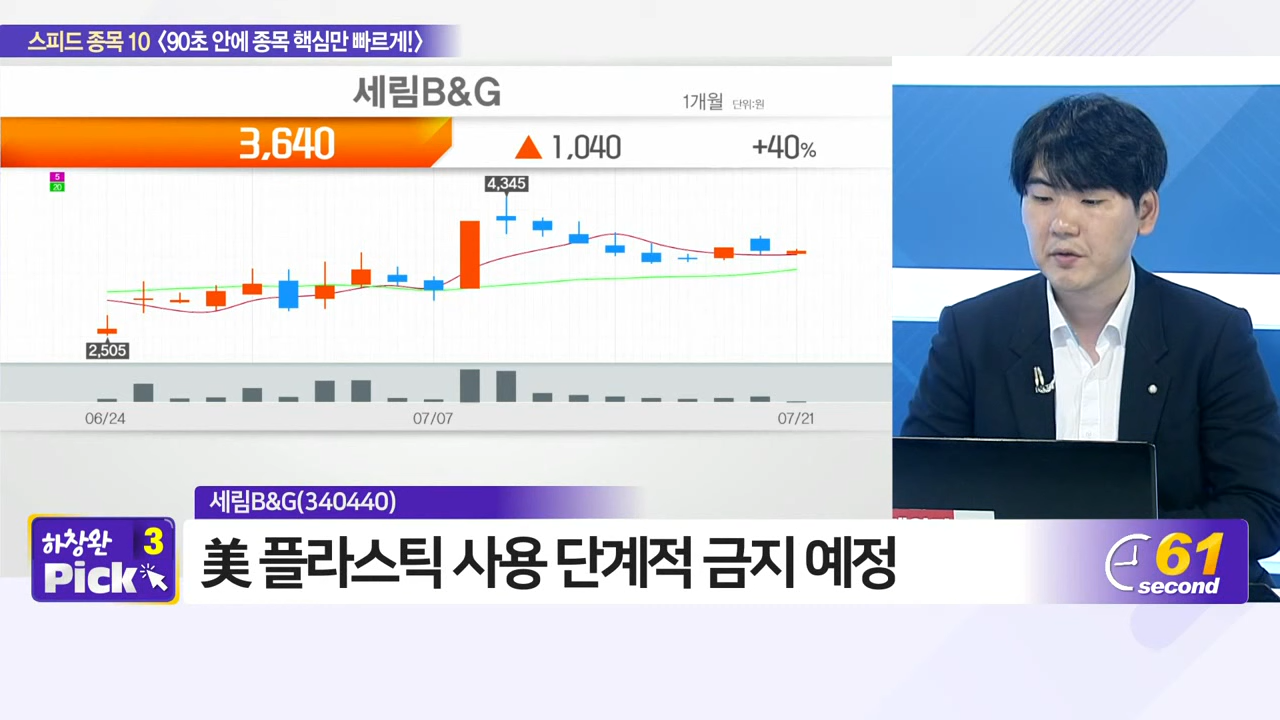 스피드 종목 10 〈90초 안에 종목 핵심만 빠르게!〉
세림B&G
1개월 단위:원
3,640 ▲ 1,040 +40%
5
20
4,345
2,505
06/24 07/07 07/21
세림B&G(340440)
하창완 3
Pick
美 플라스틱 사용 단계적 금지 예정
61
second